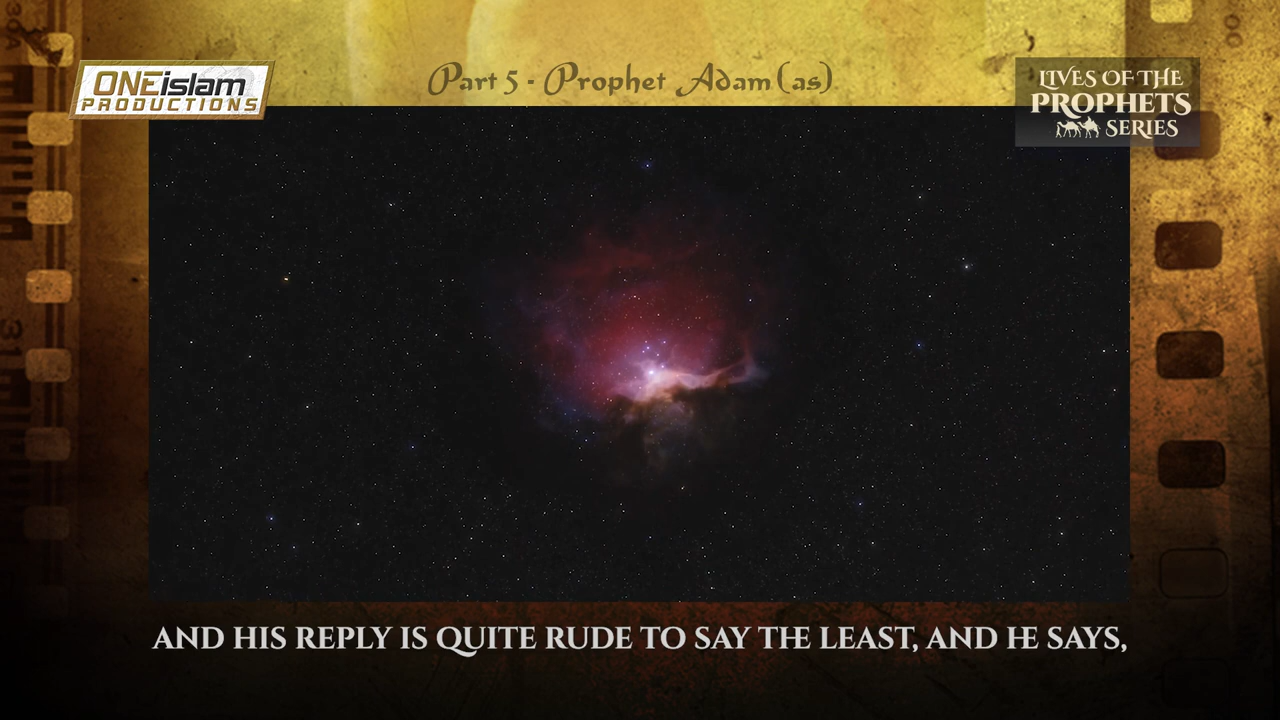 ONEislam
PRODUCTIONS
Part 5 - Prophet Adam (as)
LIVES OF THE
PROPHETS
SERIES
AND HIS REPLY IS QUITE RUDE TO SAY THE LEAST, AND HE SAYS,